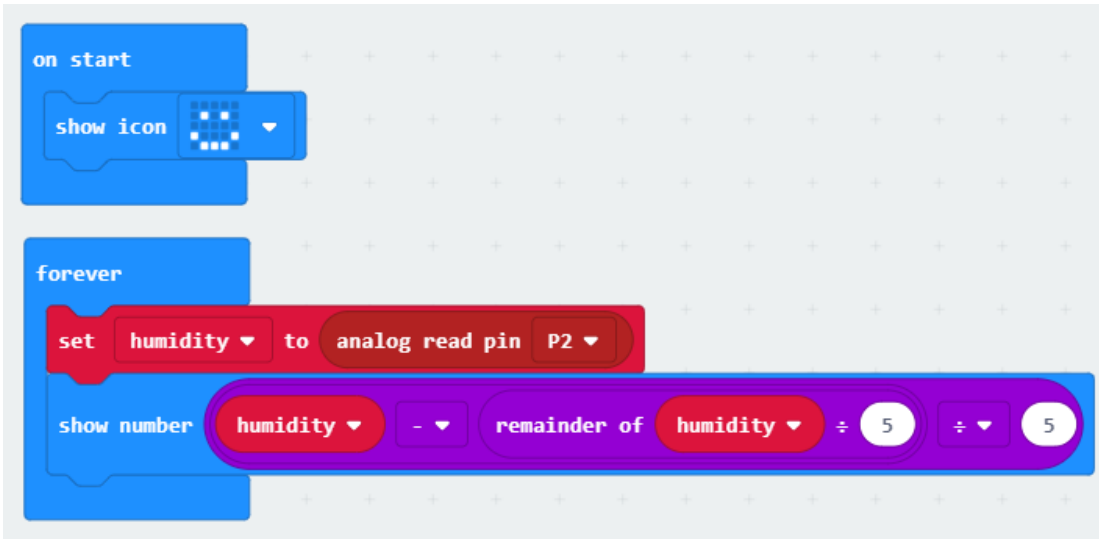 on start
show icon
forever
set humidity to analog read pin P2
show number humidity - remainder of humidity ÷ 5 ÷ 5